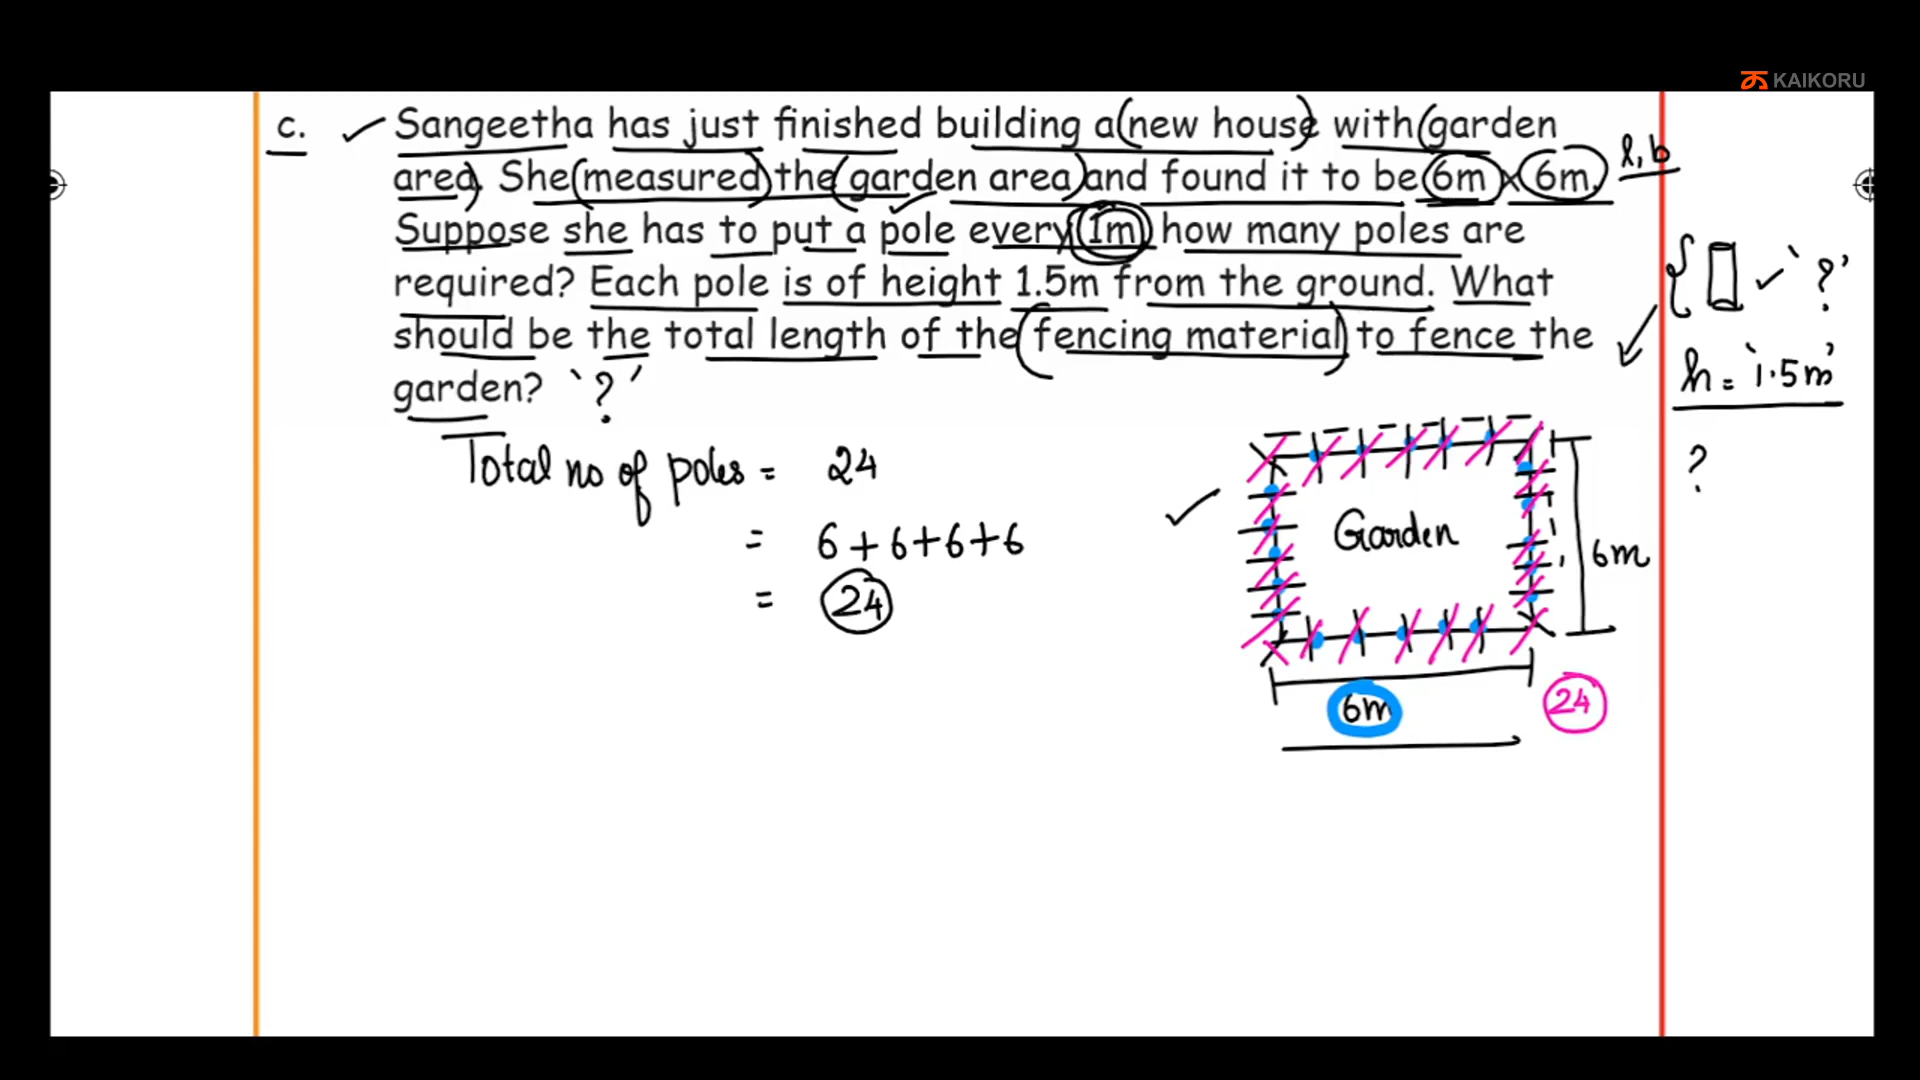 KAIKORU
c. Sangeetha has just finished building a new house with garden
area. She measured the garden area and found it to be 6m x 6m.
l, b
Suppose she has to put a pole every 1m how many poles are
required? Each pole is of height 1.5m from the ground. What
should be the total length of the fencing material to fence the
garden? '?'
'?'
h = '1.5m'
?
Total no of poles = 24
= 6+6+6+6
= 24
Garden
6m
6m
24